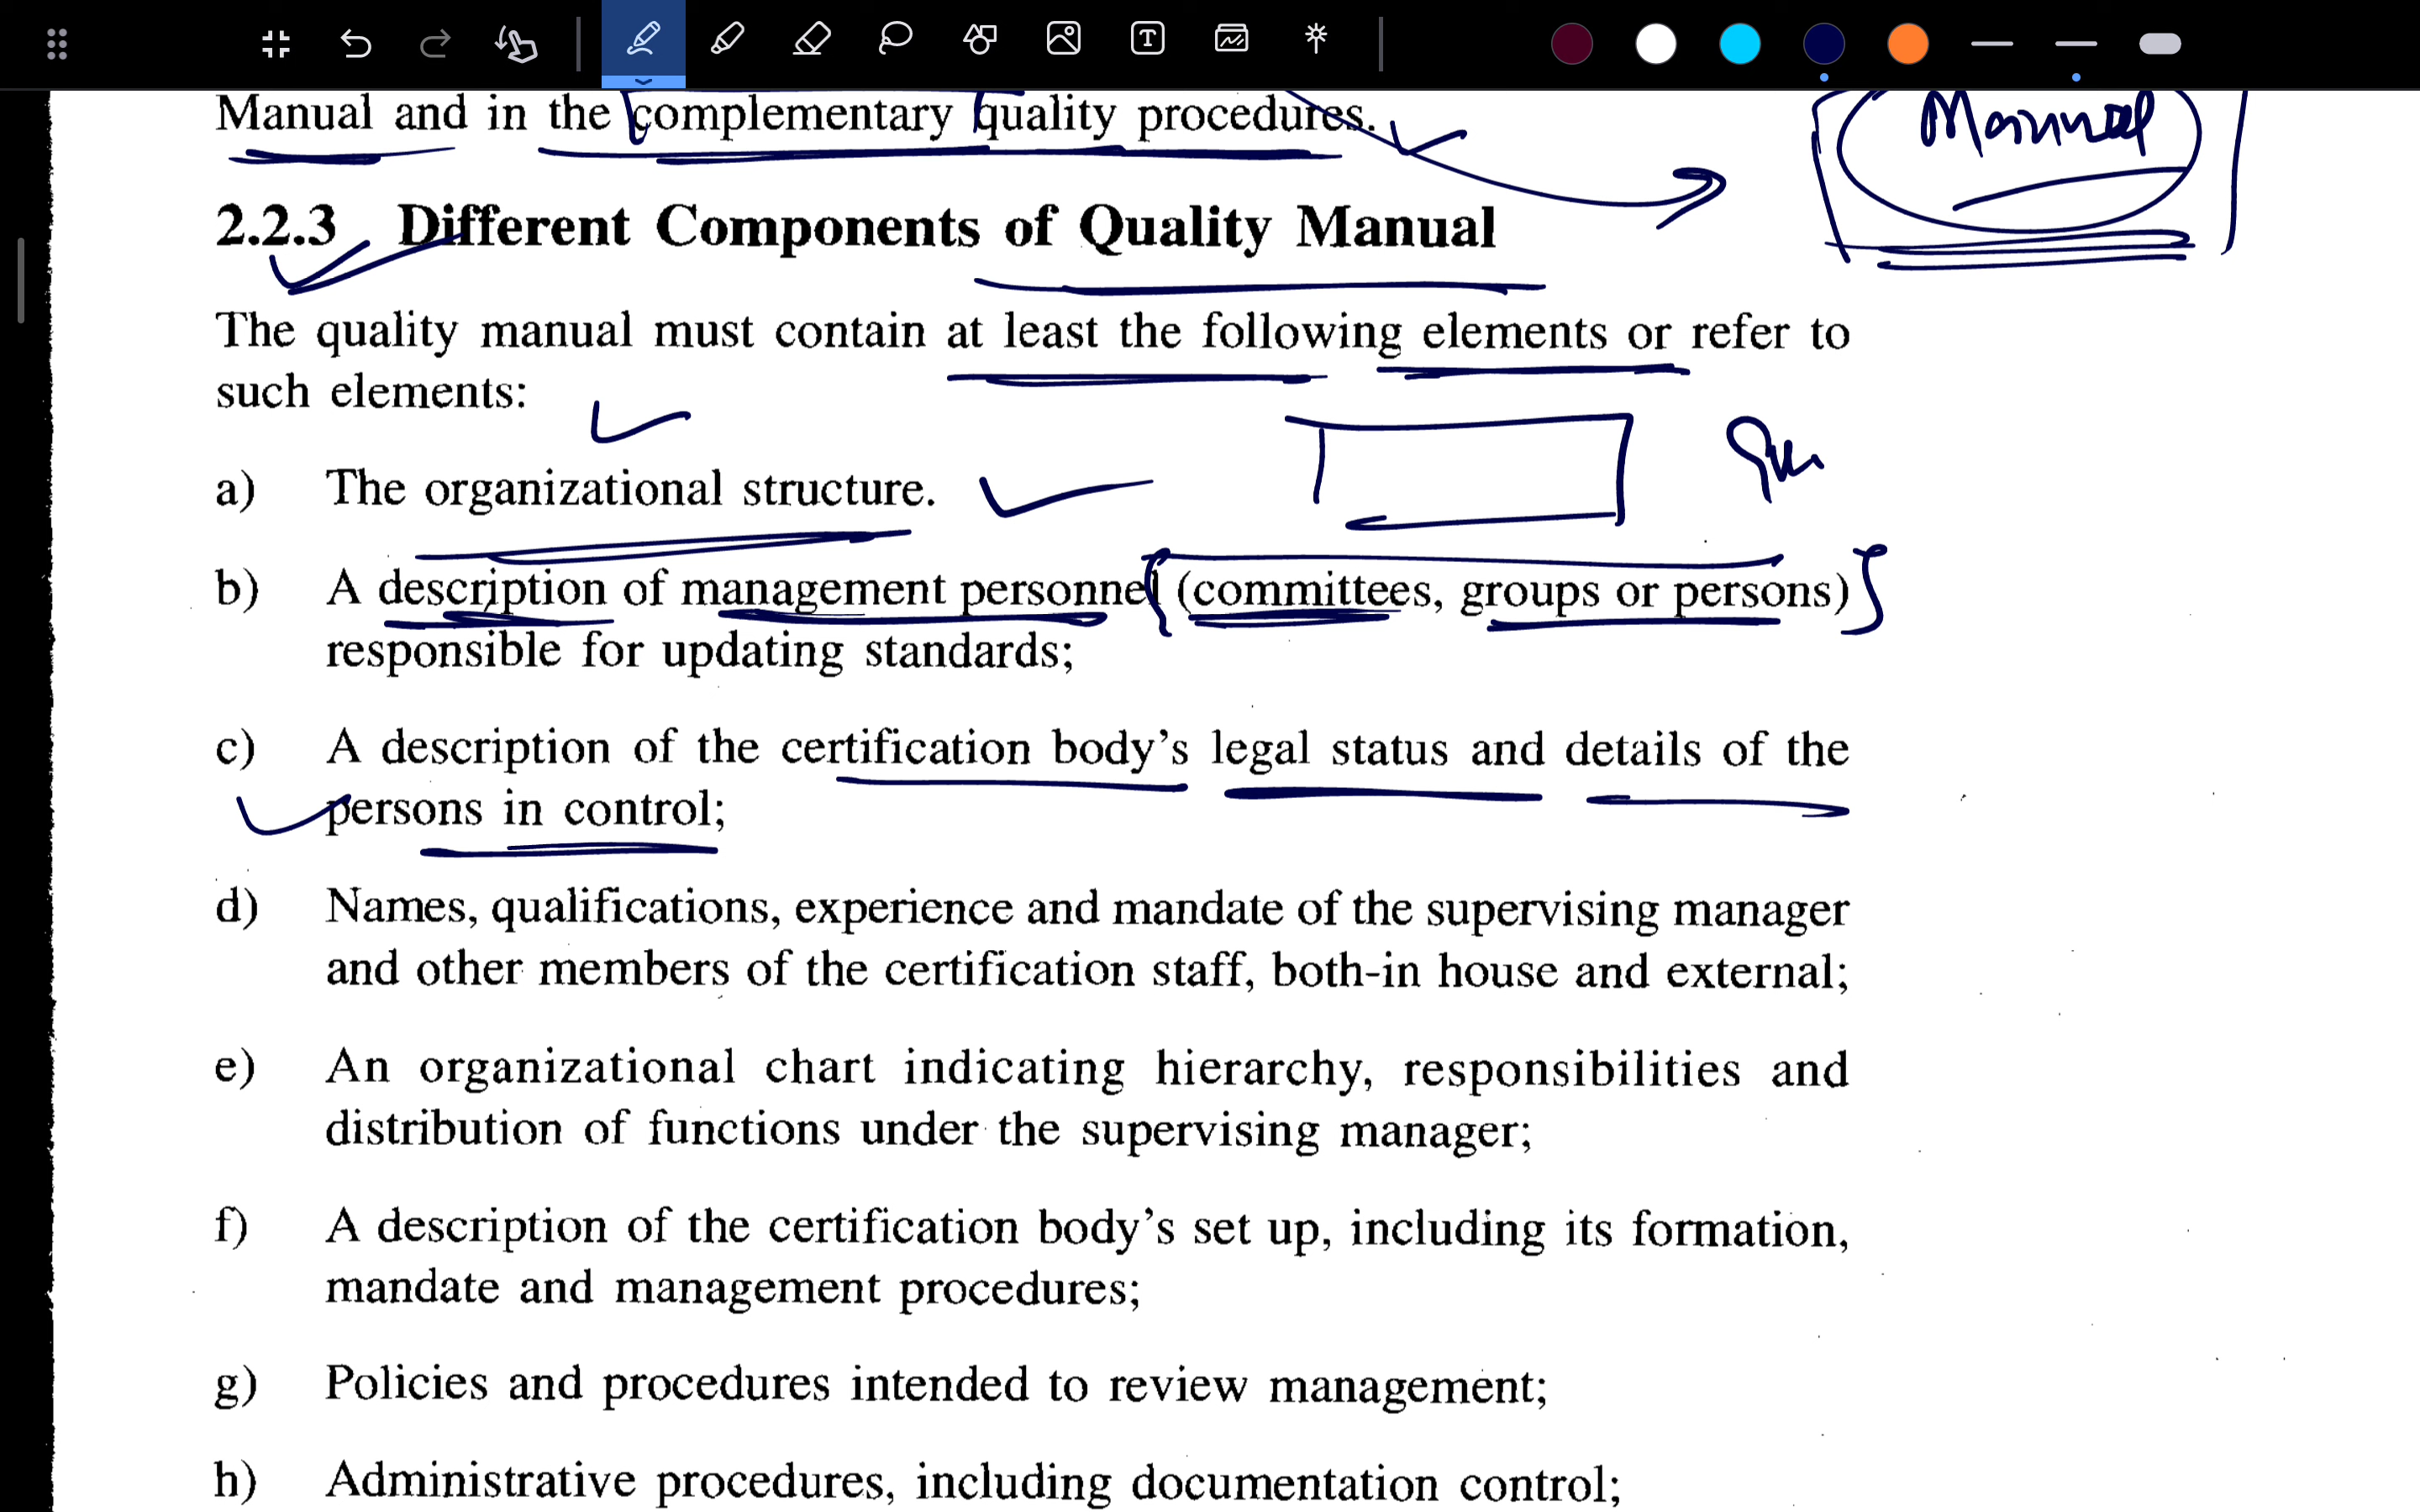 Manual and in the complementary quality procedures.
Manual
2.2.3 Different Components of Quality Manual
The quality manual must contain at least the following elements or refer to
such elements:
a) The organizational structure.
b) A description of management personnel (committees, groups or persons)
responsible for updating standards;
c) A description of the certification body's legal status and details of the
persons in control;
d) Names, qualifications, experience and mandate of the supervising manager
and other members of the certification staff, both-in house and external;
e) An organizational chart indicating hierarchy, responsibilities and
distribution of functions under the supervising manager;
f) A description of the certification body's set up, including its formation,
mandate and management procedures;
g) Policies and procedures intended to review management;
h) Administrative procedures, including documentation control;